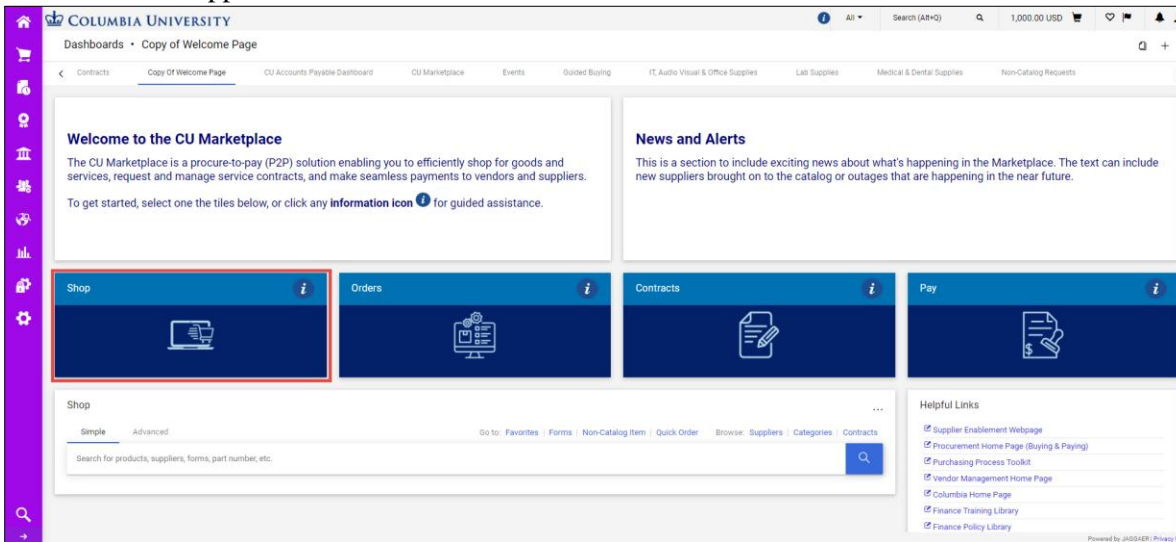 COLUMBIA UNIVERSITY
All
Search (Alt+Q)
1,000.00 USD
Dashboards • Copy of Welcome Page
Contracts
Copy Of Welcome Page
CU Accounts Payable Dashboard
CU Marketplace
Events
Guided Buying
IT, Audio Visual & Office Supplies
Lab Supplies
Medical & Dental Supplies
Non-Catalog Requests
Welcome to the CU Marketplace
The CU Marketplace is a procure-to-pay (P2P) solution enabling you to efficiently shop for goods and
services, request and manage service contracts, and make seamless payments to vendors and suppliers.
To get started, select one the tiles below, or click any information icon i for guided assistance.
News and Alerts
This is a section to include exciting news about what's happening in the Marketplace. The text can include
new suppliers brought on to the catalog or outages that are happening in the near future.
Shop
Orders
Contracts
Pay
Shop
...
Simple
Advanced
Go to: Favorites | Forms | Non-Catalog Item | Quick Order
Browse: Suppliers | Categories | Contracts
Search for products, suppliers, forms, part number, etc.
Helpful Links
Supplier Enablement Webpage
Procurement Home Page (Buying & Paying)
Purchasing Process Toolkit
Vendor Management Home Page
Columbia Home Page
Finance Training Library
Finance Policy Library
Powered by JAGGAER | Privacy